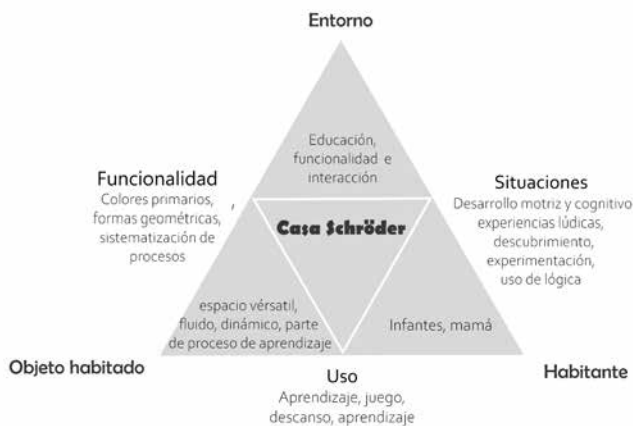 Entorno
Educación,
funcionalidad e
interacción
Funcionalidad
Colores primarios,
formas geométricas,
sistematización de
procesos
,
Casa Schröder
Situaciones
Desarrollo motriz y cognitivo
experiencias lúdicas,
descubrimiento,
experimentación,
uso de lógica
espacio vérsatil,
fluido, dinámico, parte
de proceso de aprendizaje
Infantes, mamá
Objeto habitado
Uso
Aprendizaje, juego,
descanso, aprendizaje
Habitante